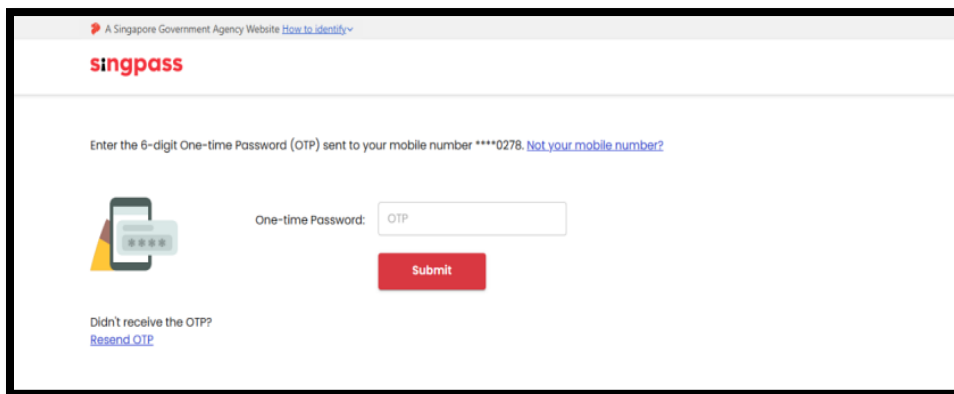 A Singapore Government Agency Website How to identify
singpass
Enter the 6-digit One-time Password (OTP) sent to your mobile number ****0278. Not your mobile number?
One-time Password:
OTP
****
Submit
Didn't receive the OTP?
Resend OTP